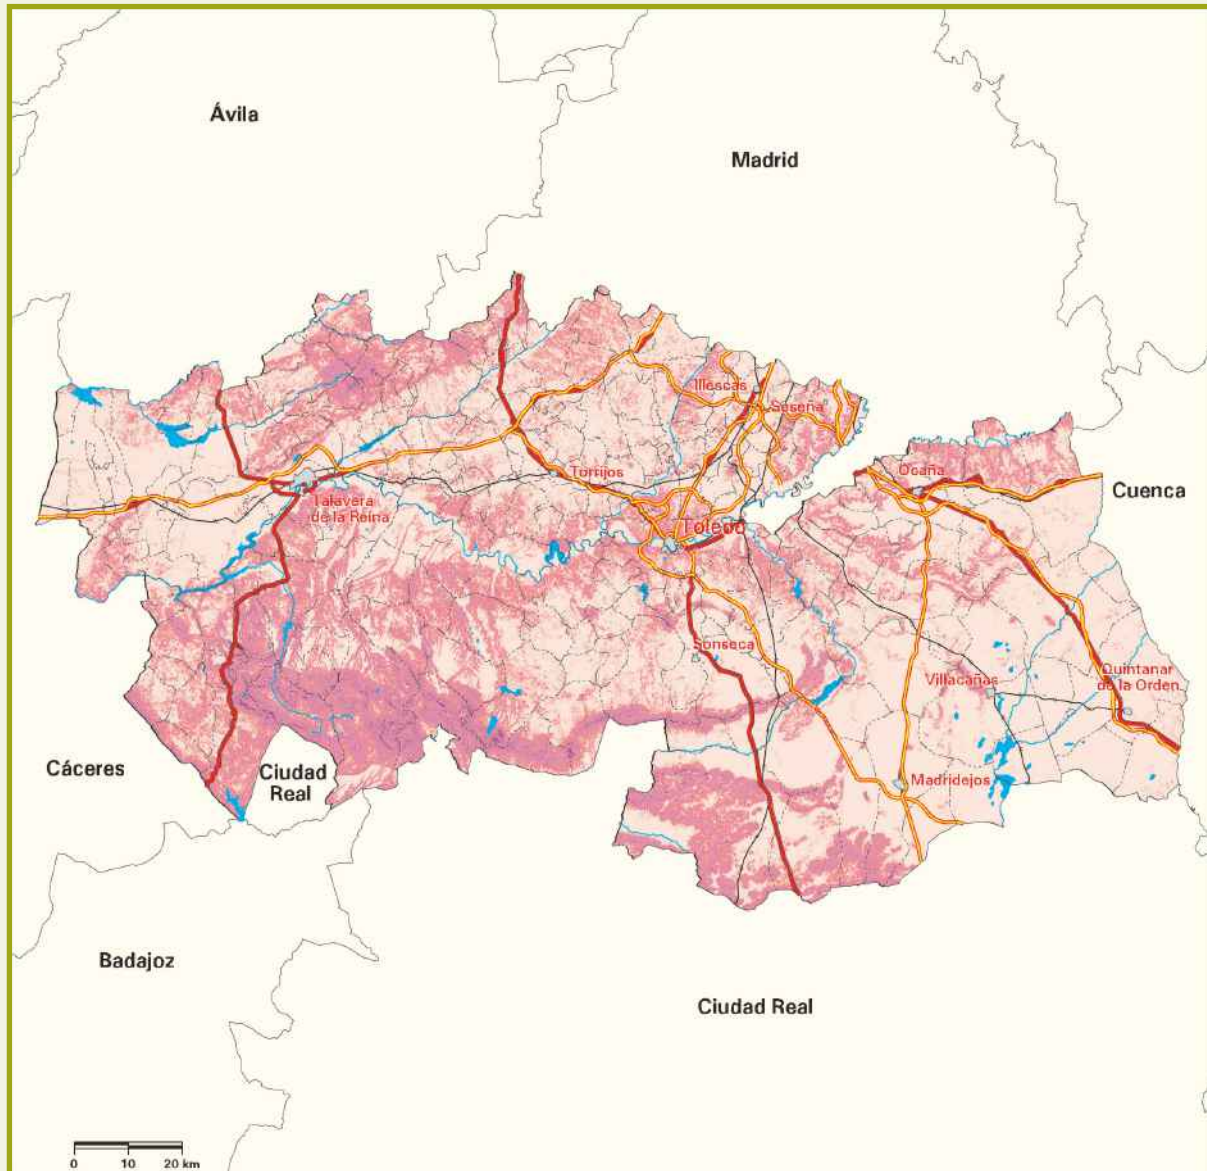 Ávila
Madrid
Illescas
Seseña
Ocaña
Torrijos
Cuenca
Talavera
de la Reina
Toledo
Sonseca
Villacañas
Quintanar
de la Orden
Cáceres
Ciudad
Real
Madridejos
Badajoz
Ciudad Real
0 10 20 km